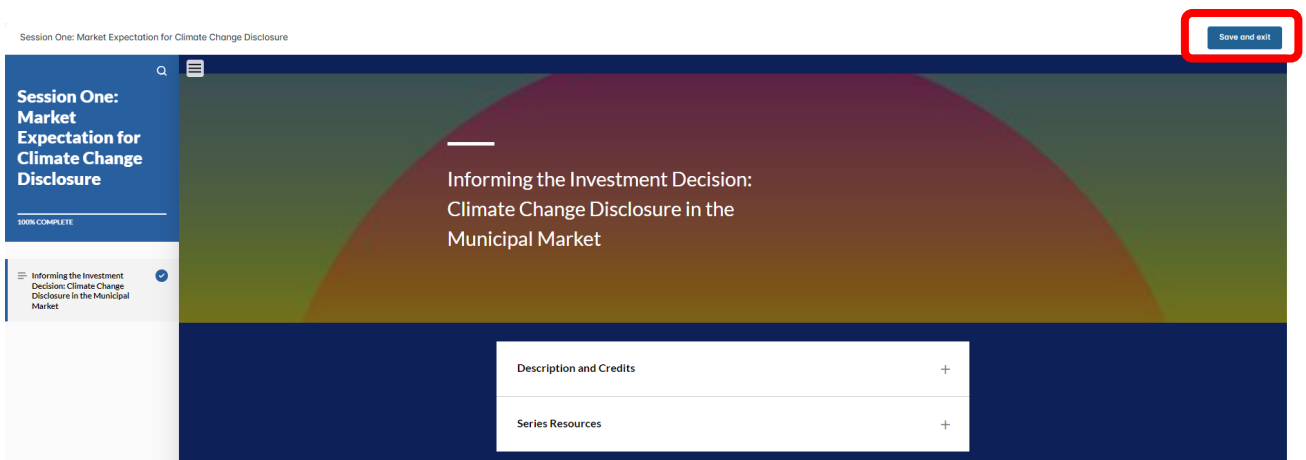 Session One: Market Expectation for Climate Change Disclosure
Save and exit
Session One:
Market
Expectation for
Climate Change
Disclosure
100% COMPLETE
Informing the Investment
Decision: Climate Change
Disclosure in the Municipal
Market
Informing the Investment Decision:
Climate Change Disclosure in the
Municipal Market
Description and Credits
Series Resources